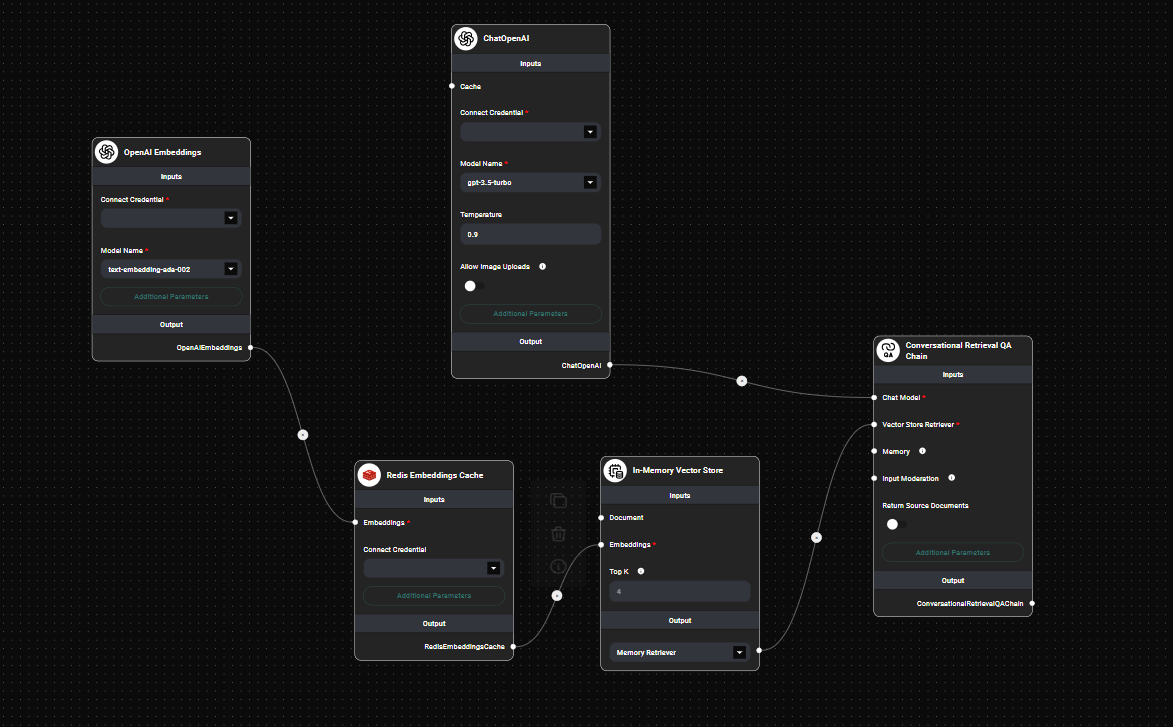 ChatOpenAI
Inputs
Cache
Connect Credential *
Model Name *
gpt-3.5-turbo
Temperature
0.9
Allow Image Uploads
Additional Parameters
Output
ChatOpenAI
OpenAI Embeddings
Inputs
Connect Credential *
Model Name *
text-embedding-ada-002
Additional Parameters
Output
OpenAIEmbeddings
Redis Embeddings Cache
Inputs
Embeddings *
Connect Credential
Additional Parameters
Output
RedisEmbeddingsCache
In-Memory Vector Store
Inputs
Document
Embeddings *
Top K
4
Output
Memory Retriever
QA
Conversational Retrieval QA
Chain
Inputs
Chat Model *
Vector Store Retriever *
Memory
Input Moderation
Return Source Documents
Additional Parameters
Output
ConversationalRetrievalQAChain